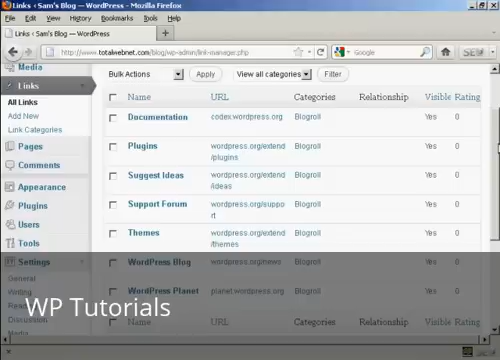 Links ‹ Sam's Blog — WordPress - Mozilla Firefox
File Edit View History Bookmarks Tools Help
Links ‹ Sam's Blog — WordPress
http://www.totalwebnet.com/blog/wp-admin/link-manager.php
Google
Media
Bulk Actions Apply View all categories Filter
Links
Name URL Categories Relationship Visible Rating
All Links
Add New
Link Categories
Pages
Comments
Appearance
Plugins
Users
Tools
Settings
General
Writing
Discussion
Media
Documentation codex.wordpress.org Blogroll Yes 0
Plugins wordpress.org/extend Blogroll Yes 0
/plugins
Suggest Ideas wordpress.org/extend Blogroll Yes 0
/ideas
Support Forum wordpress.org/suppo Blogroll Yes 0
rt
Themes wordpress.org/extend Blogroll Yes 0
/themes
WordPress Blog wordpress.org/news Blogroll Yes 0
WordPress Planet planet.wordpress.org Blogroll Yes 0
Name URL Categories Relationship Visible Rating
WP Tutorials